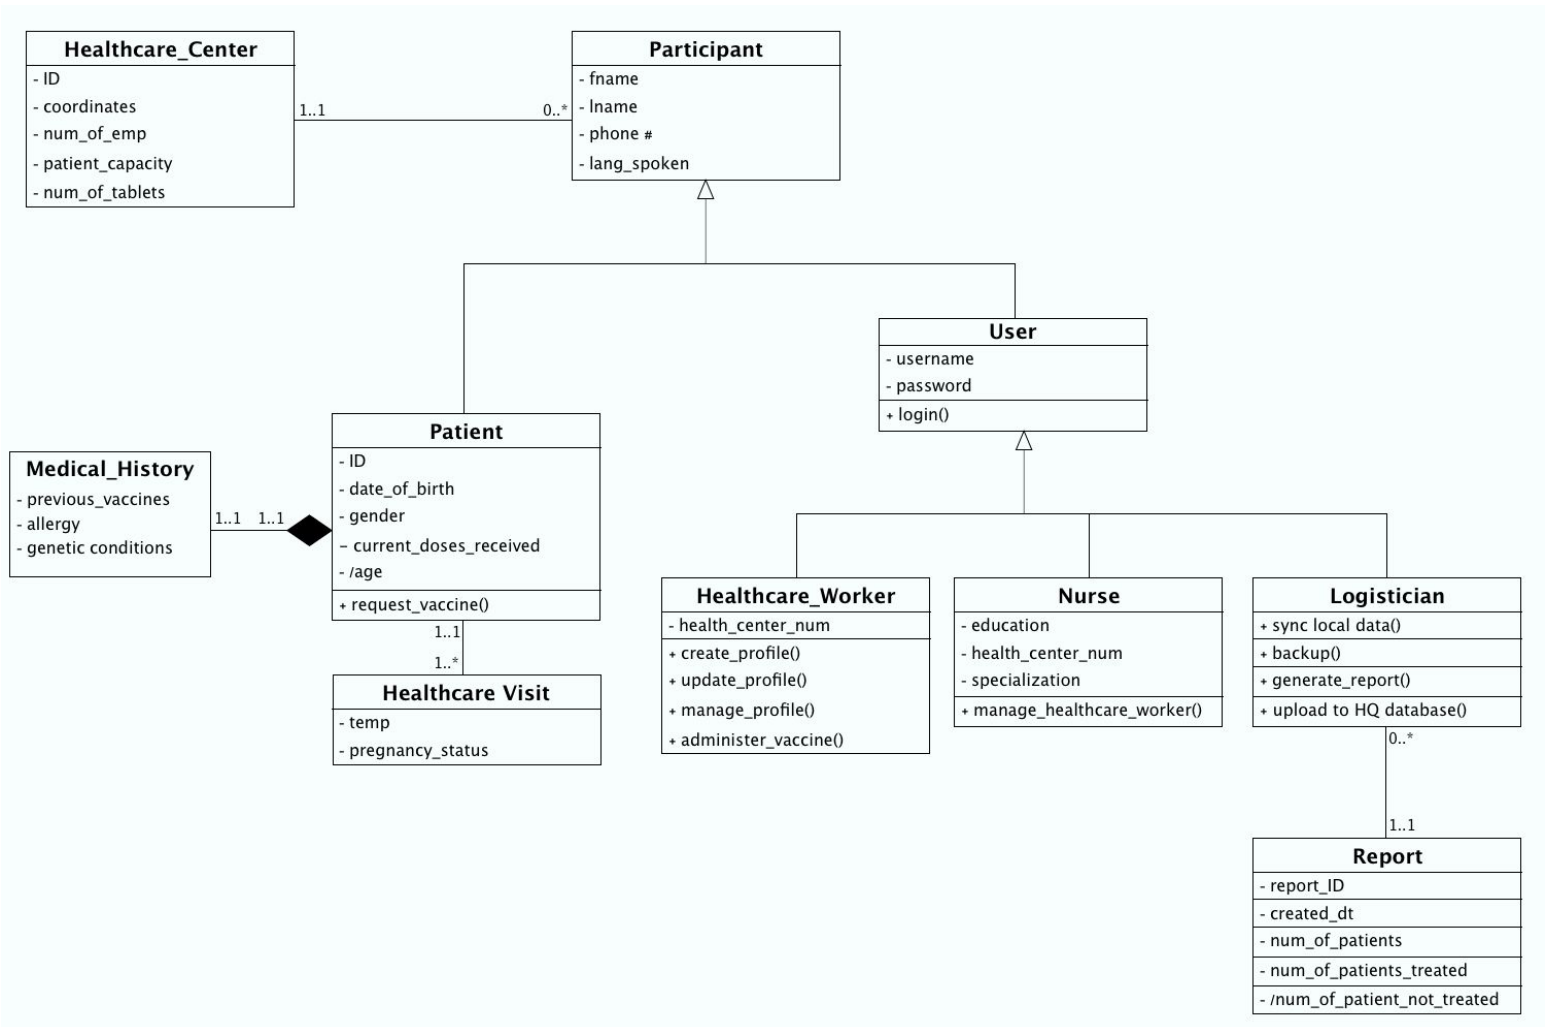 Healthcare_Center
- ID
- coordinates
- num_of_emp
- patient_capacity
- num_of_tablets
1..1
0..*
Participant
- fname
- lname
- phone #
- lang_spoken
User
- username
- password
+ login()
Patient
- ID
- date_of_birth
- gender
- current_doses_received
- /age
+ request_vaccine()
Medical_History
- previous_vaccines
- allergy
- genetic conditions
1..1
1..1
1..1
1..*
Healthcare Visit
- temp
- pregnancy_status
Healthcare_Worker
- health_center_num
+ create_profile()
+ update_profile()
+ manage_profile()
+ administer_vaccine()
Nurse
- education
- health_center_num
- specialization
+ manage_healthcare_worker()
Logistician
+ sync local data()
+ backup()
+ generate_report()
+ upload to HQ database()
0..*
1..1
Report
- report_ID
- created_dt
- num_of_patients
- num_of_patients_treated
- /num_of_patient_not_treated